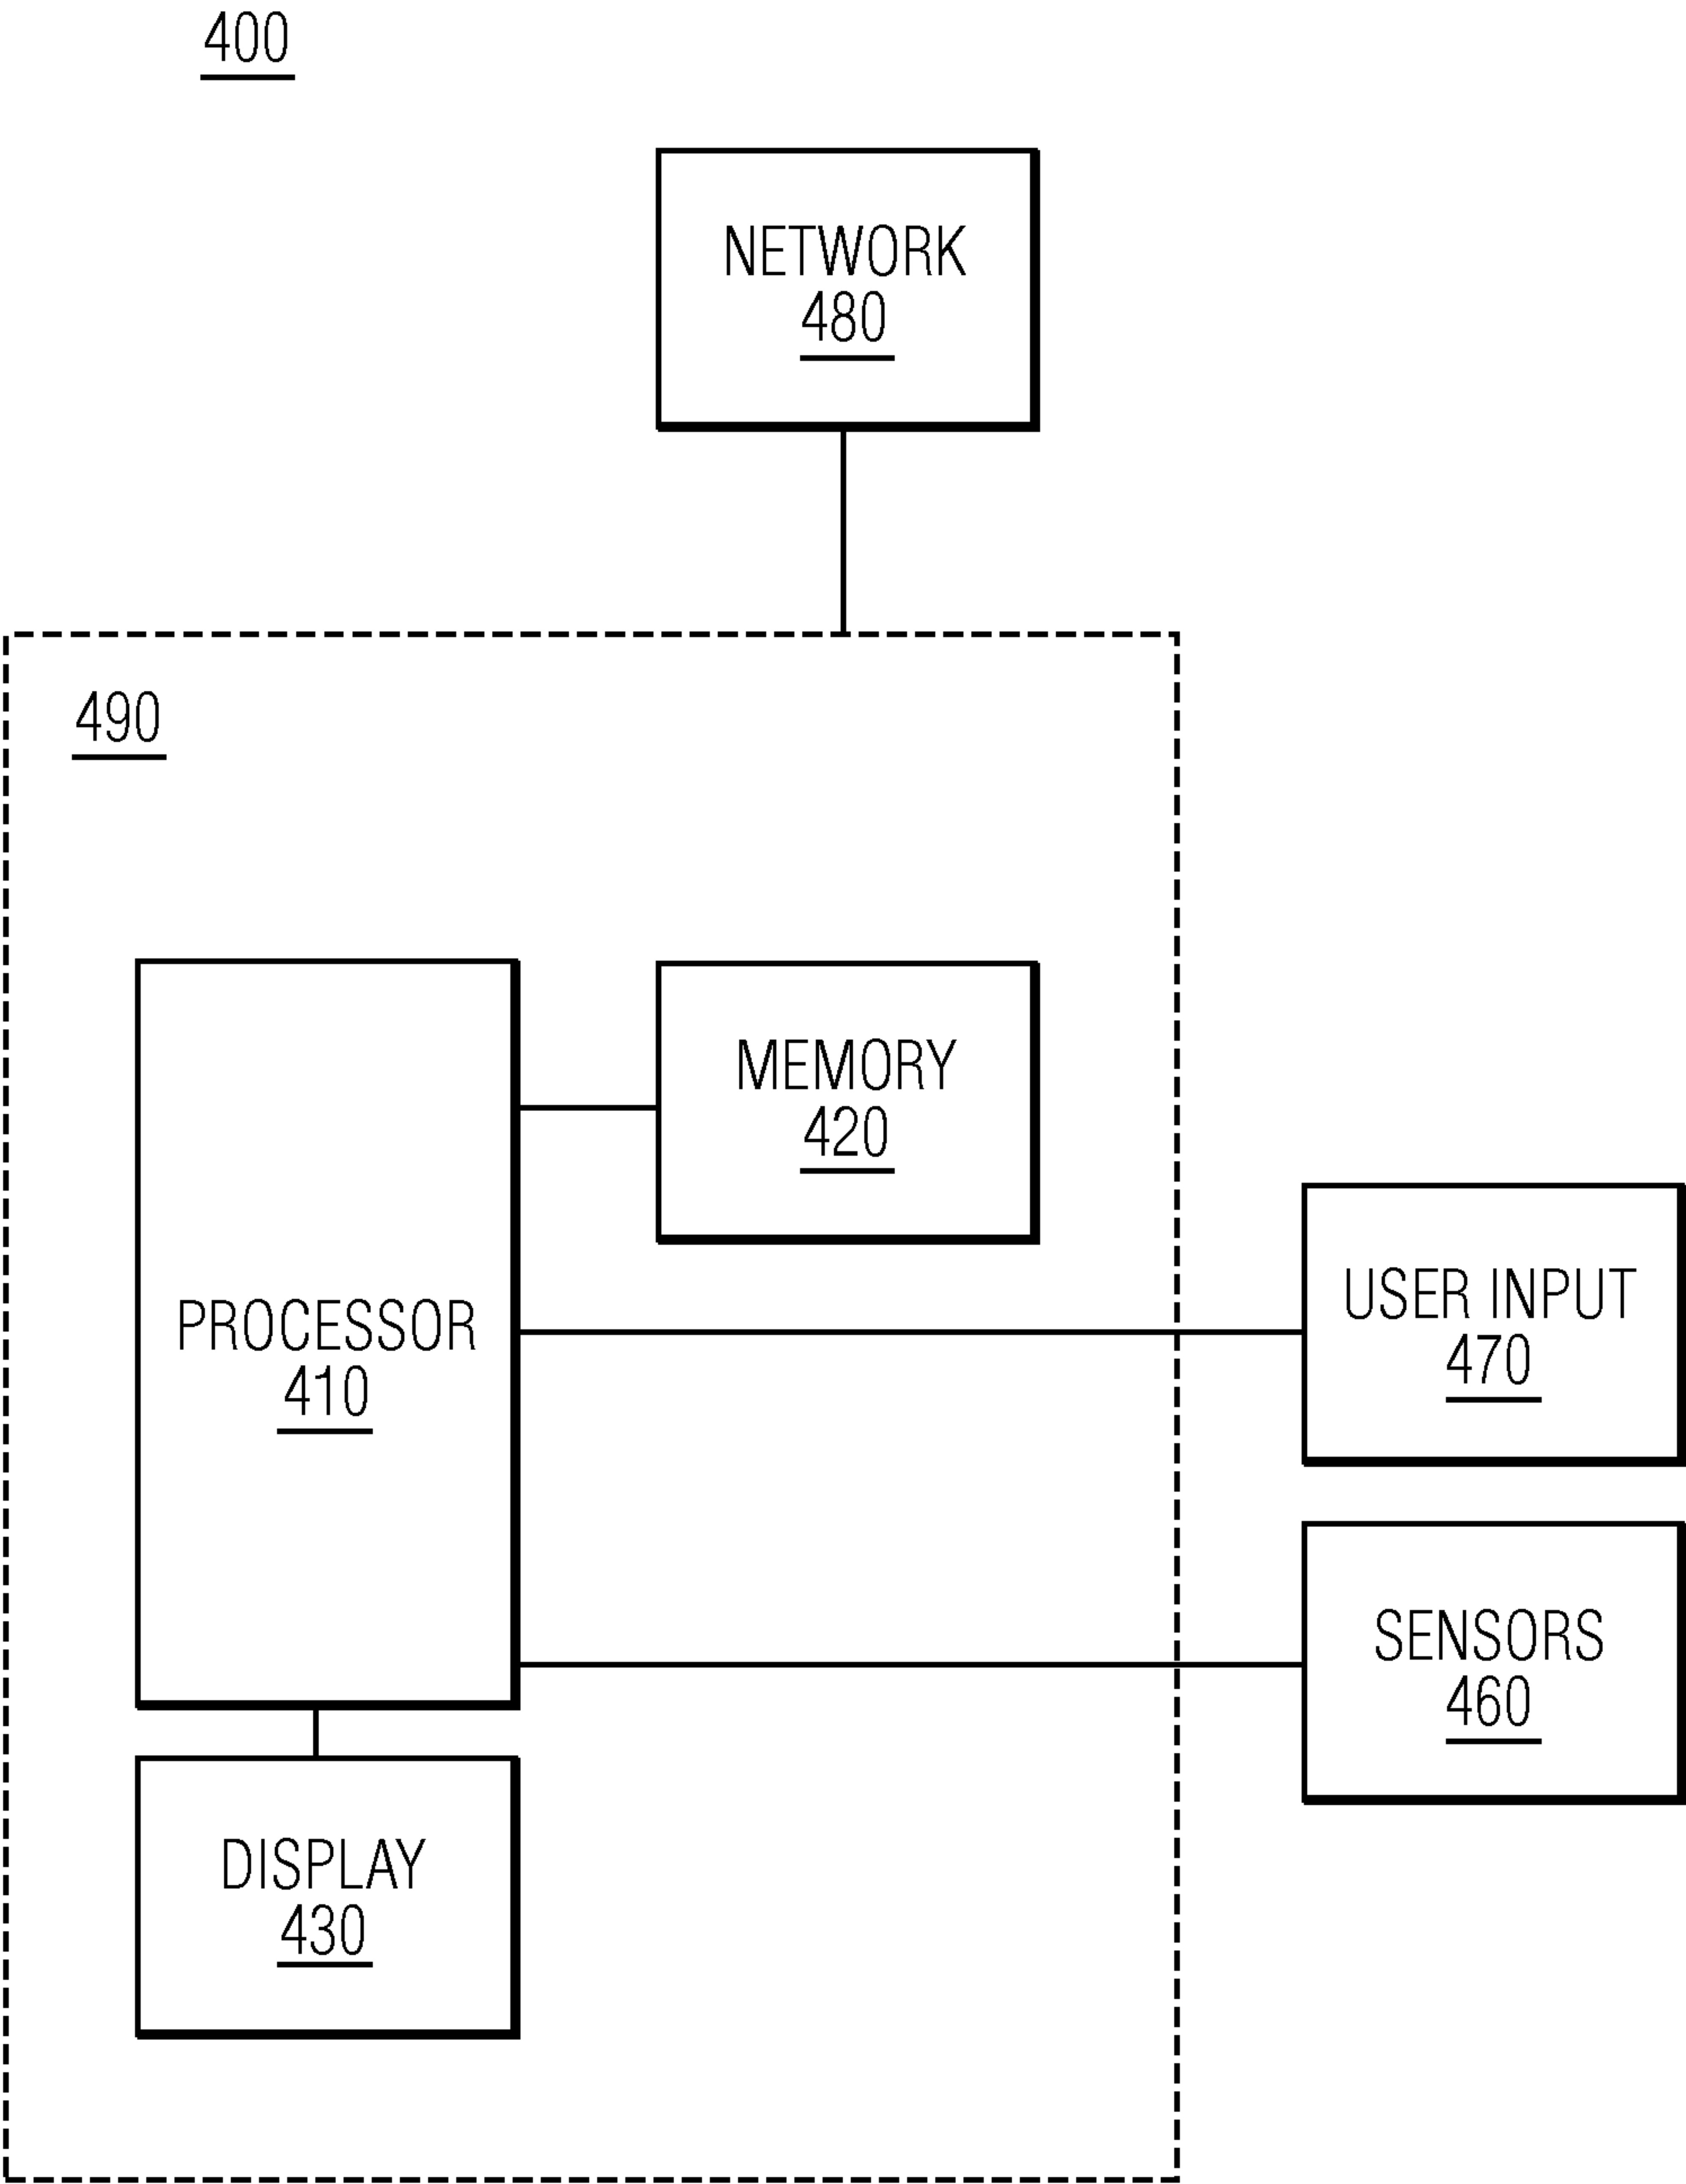 400
NETWORK
480
490
MEMORY
420
PROCESSOR
410
USER INPUT
470
SENSORS
460
DISPLAY
430